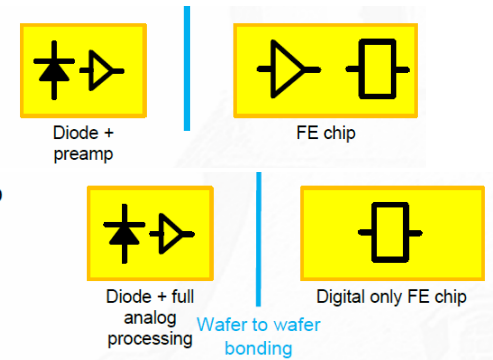 Diode +
preamp
FE chip
Diode + full
analog
processing
Wafer to wafer
bonding
Digital only FE chip